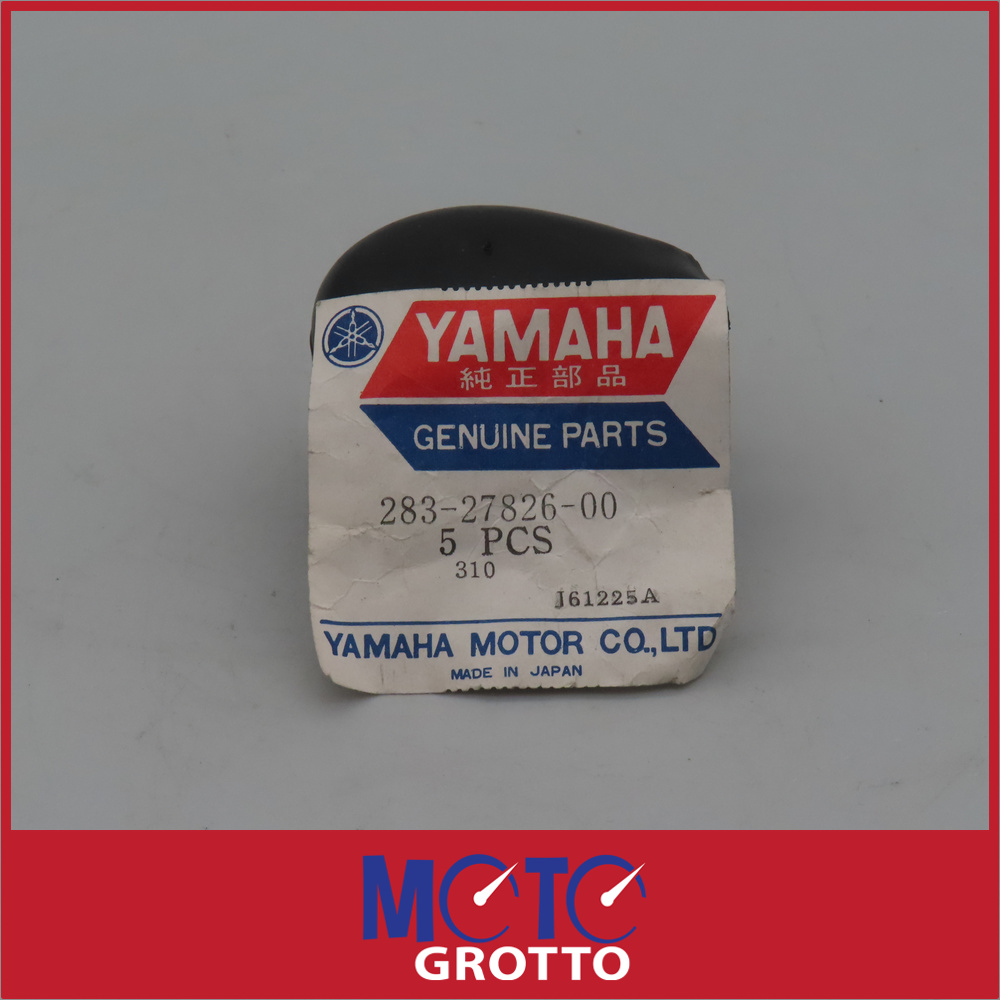 YAMAHA
純正部品
GENUINE PARTS
283-27826-00
5 PCS
310
J61225A
YAMAHA MOTOR CO.,LTD
MADE IN JAPAN
MOTO
GROTTO